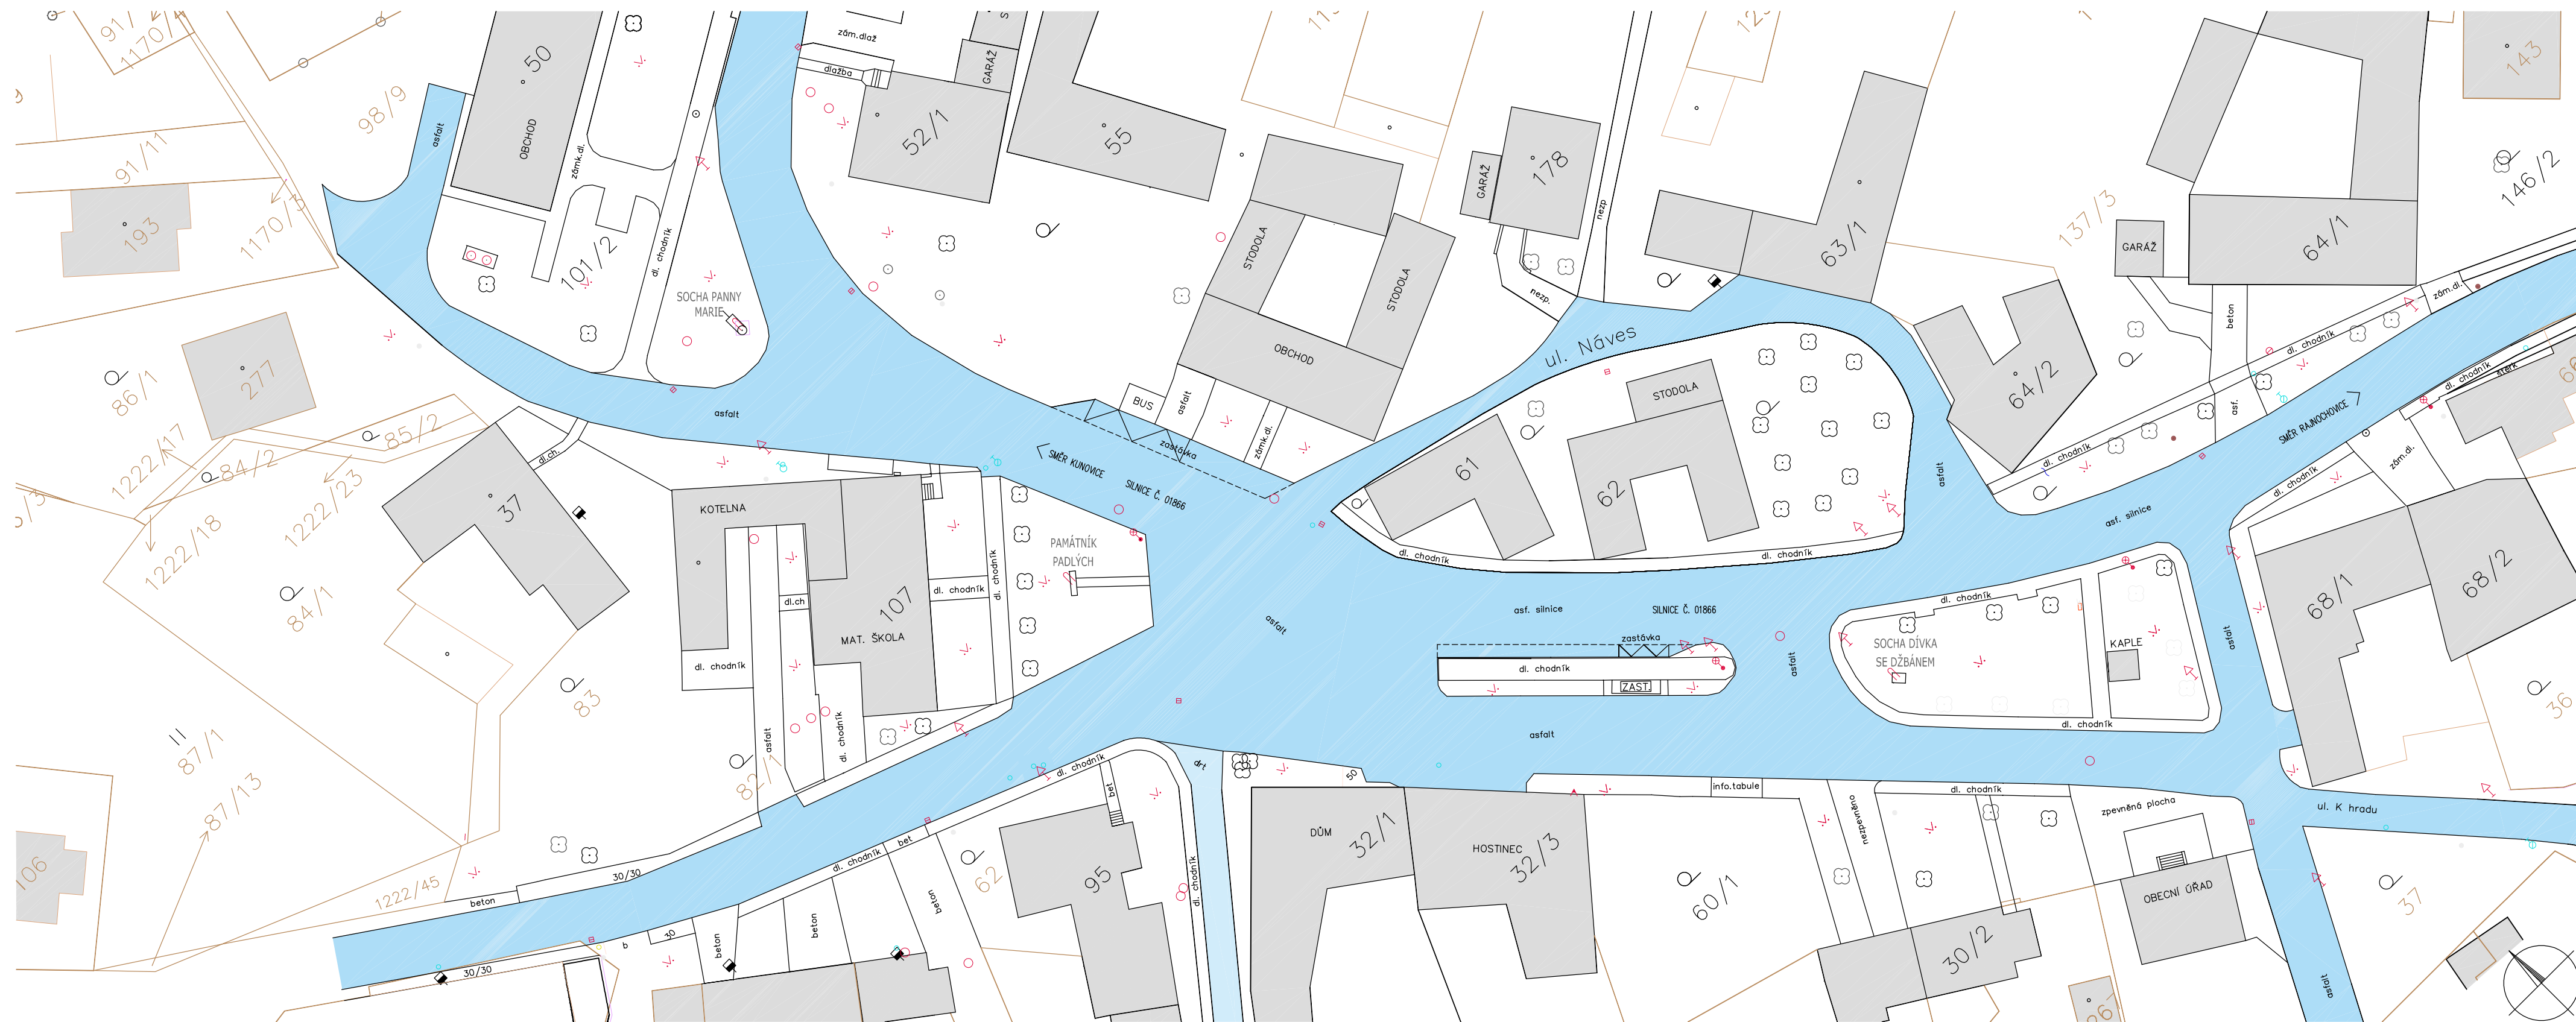 91/11
1170/3
98/9
193
86/1
277
1222/17
84/2
85/2
1222/18
1222/23
84/1
83
87/1
87/13
106
1222/45
asfalt
50
OBCHOD
zámk.dl.
101/2
dl. chodník
SOCHA PANNY
MARIE
zám.dlaž
dlažba
GARÁŽ
52/1
55
asfalt
dl.ch.
37
BUS
asfalt
zastávka
zámk.dl.
SMĚR KUNOVICE
SILNICE Č. 01866
STODOLA
STODOLA
OBCHOD
GARÁŽ
178
nezp
nezp.
ul. Náves
63/1
STODOLA
61
62
dl. chodník
dl. chodník
asfalt
64/2
137/3
GARÁŽ
64/1
143
146/2
beton
asf.
zám.dl.
dl. chodník
dl. chodník
SMĚR RAJNOCHOVICE
dl. chodník
štěrk
66
dl. chodník
zám.dl.
asf. silnice
68/1
68/2
36
KOTELNA
dl.ch
107
MAT. ŠKOLA
dl. chodník
dl. chodník
dl. chodník
asfalt
dl. chodník
82/1
PAMÁTNÍK
PADLÝCH
asfalt
asf. silnice
SILNICE Č. 01866
zastávka
dl. chodník
ZAST.
asfalt
asfalt
dl. chodník
SOCHA DÍVKA
SE DŽBÁNEM
KAPLE
dl. chodník
asfalt
ul. K hradu
dl. chodník
bet
drt
dl. chodník
bet
dl. chodník
beton
beton
beton
30
b
30/30
beton
30/30
62
95
50
DŮM
32/1
HOSTINEC
32/3
info.tabule
60/1
nezpevněno
dl. chodník
zpevněná plocha
30/2
OBECNÍ ÚŘAD
37
asfalt